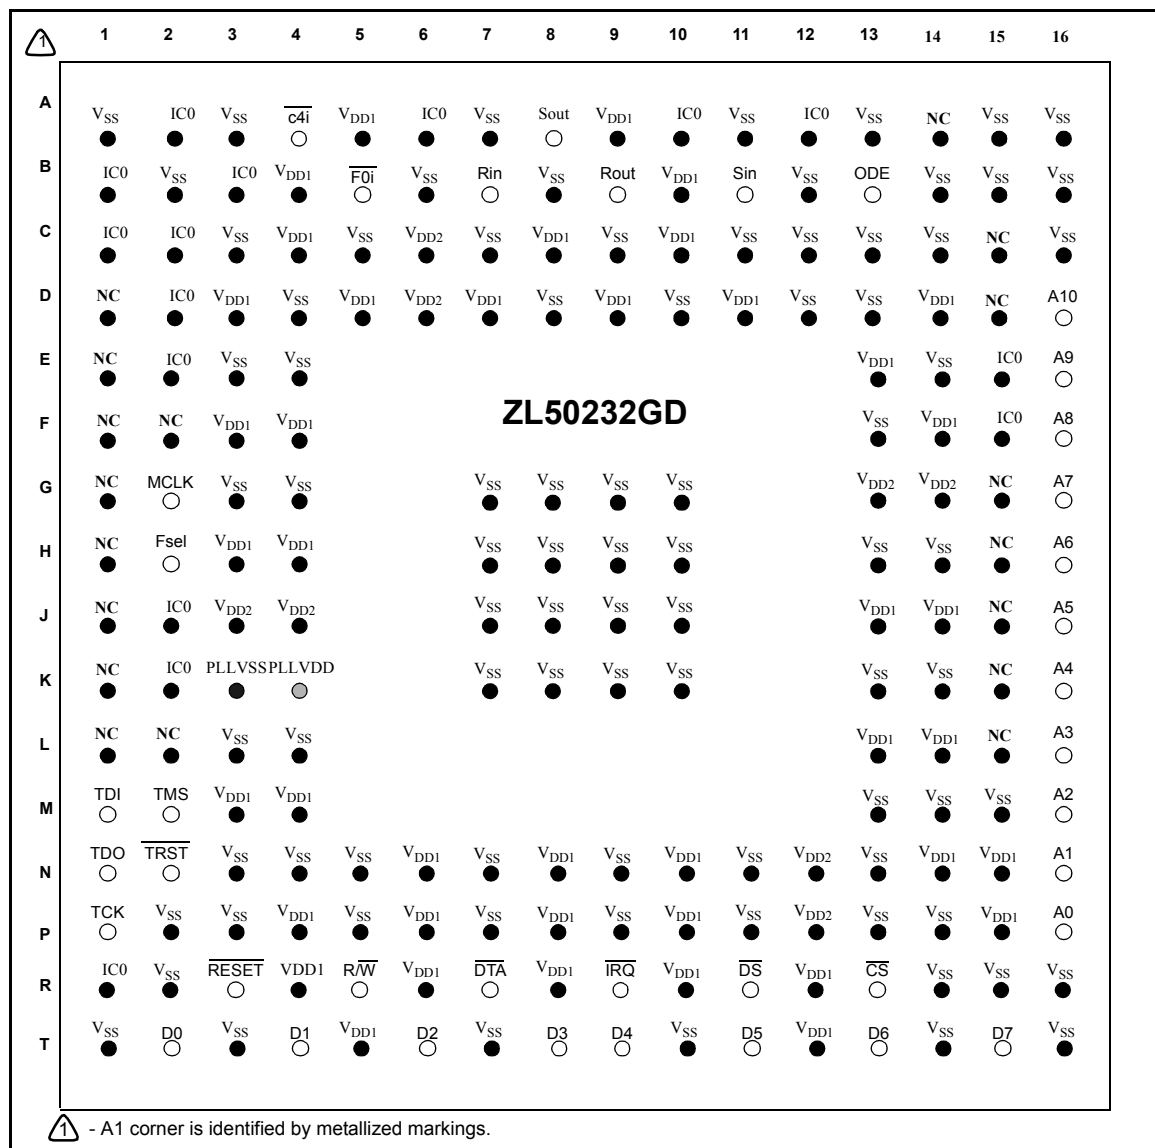 1 1 2 3 4 5 6 7 8 9 10 11 12 13 14 15 16
A VSS IC0 VSS c4i VDD1 IC0 VSS Sout VDD1 IC0 VSS IC0 VSS NC VSS VSS
B IC0 VSS IC0 VDD1 F0i VSS Rin VSS Rout VDD1 Sin VSS ODE VSS VSS VSS
C IC0 IC0 VSS VDD1 VSS VDD2 VSS VDD1 VSS VDD1 VSS VSS VSS VSS NC VSS
D NC IC0 VDD1 VSS VDD1 VDD2 VDD1 VSS VDD1 VSS VDD1 VSS VSS VDD1 NC A10
E NC IC0 VSS VSS VDD1 VSS IC0 A9
F NC NC VDD1 VDD1 ZL50232GD VSS VDD1 IC0 A8
G NC MCLK VSS VSS VSS VSS VSS VSS VDD2 VDD2 NC A7
H NC Fsel VDD1 VDD1 VSS VSS VSS VSS VSS VSS NC A6
J NC IC0 VDD2 VDD2 VSS VSS VSS VSS VDD1 VDD1 NC A5
K NC IC0 PLLVSS PLLVDD VSS VSS VSS VSS VSS VSS NC A4
L NC NC VSS VSS VDD1 VDD1 NC A3
M TDI TMS VDD1 VDD1 VSS VSS VSS A2
N TDO TRST VSS VSS VSS VDD1 VSS VDD1 VSS VDD1 VSS VDD2 VSS VDD1 VDD1 A1
P TCK VSS VSS VDD1 VSS VDD1 VSS VDD1 VSS VDD1 VSS VDD2 VSS VSS VDD1 A0
R IC0 VSS RESET VDD1 R/W VDD1 DTA VDD1 IRQ VDD1 DS VDD1 CS VSS VSS VSS
T VSS D0 VSS D1 VDD1 D2 VSS D3 D4 VSS D5 VDD1 D6 VSS D7 VSS
1 - A1 corner is identified by metallized markings.